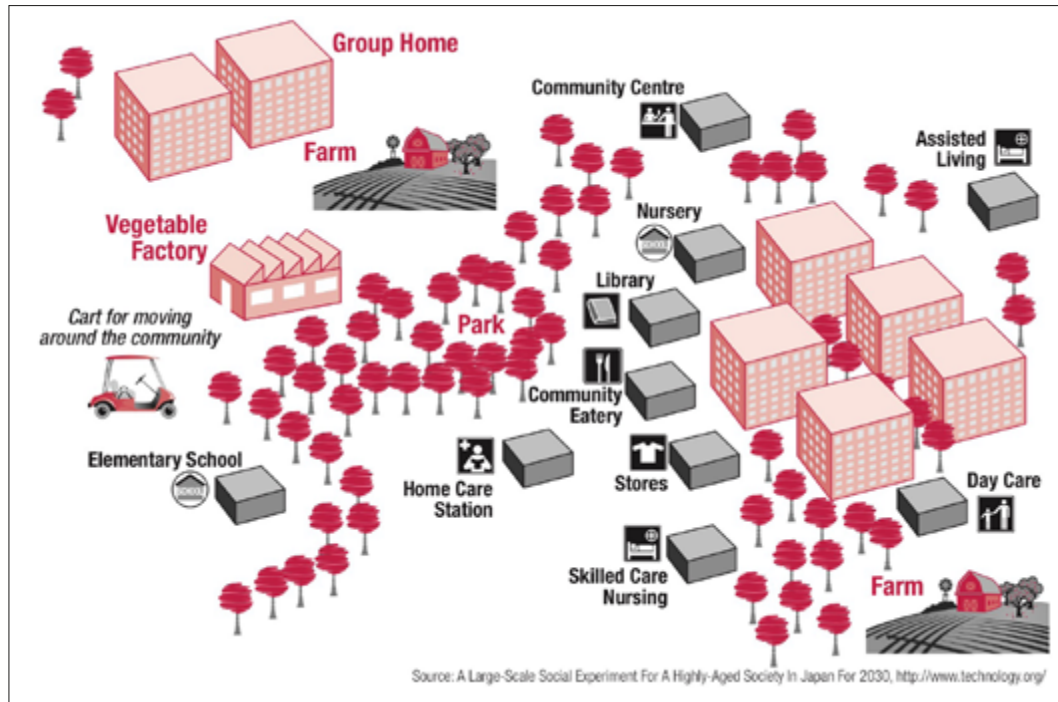 Group Home
Community Centre
Assisted
Living
Farm
Nursery
SCHOOL
Vegetable
Factory
Library
Park
Cart for moving
around the community
Community
Eatery
Elementary School
SCHOOL
Home Care
Station
Stores
Day Care
Skilled Care
Nursing
Farm
Source: A Large-Scale Social Experiment For A Highly-Aged Society In Japan For 2030, http://www.technology.org/